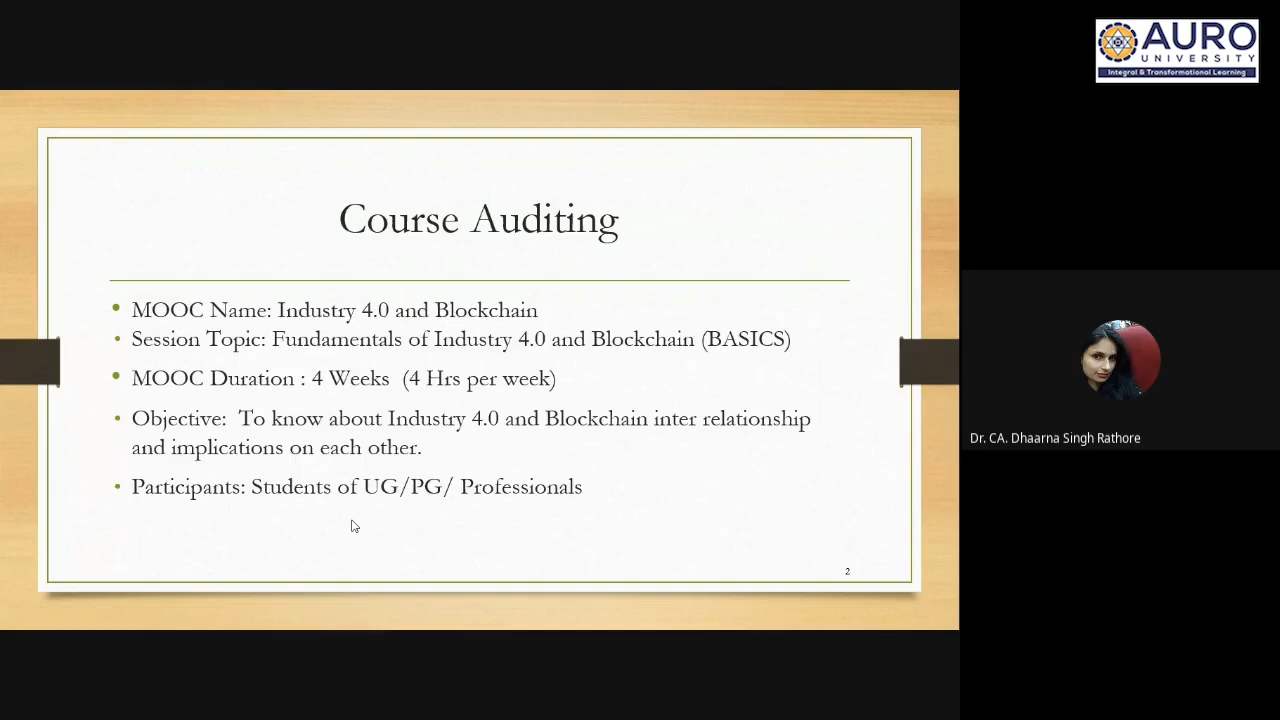 AURO
UNIVERSITY
Integral & Transformational Learning
Course Auditing
• MOOC Name: Industry 4.0 and Blockchain
• Session Topic: Fundamentals of Industry 4.0 and Blockchain (BASICS)
• MOOC Duration : 4 Weeks  (4 Hrs per week)
• Objective:  To know about Industry 4.0 and Blockchain inter relationship
and implications on each other.
• Participants: Students of UG/PG/ Professionals
2
Dr. CA. Dhaarna Singh Rathore